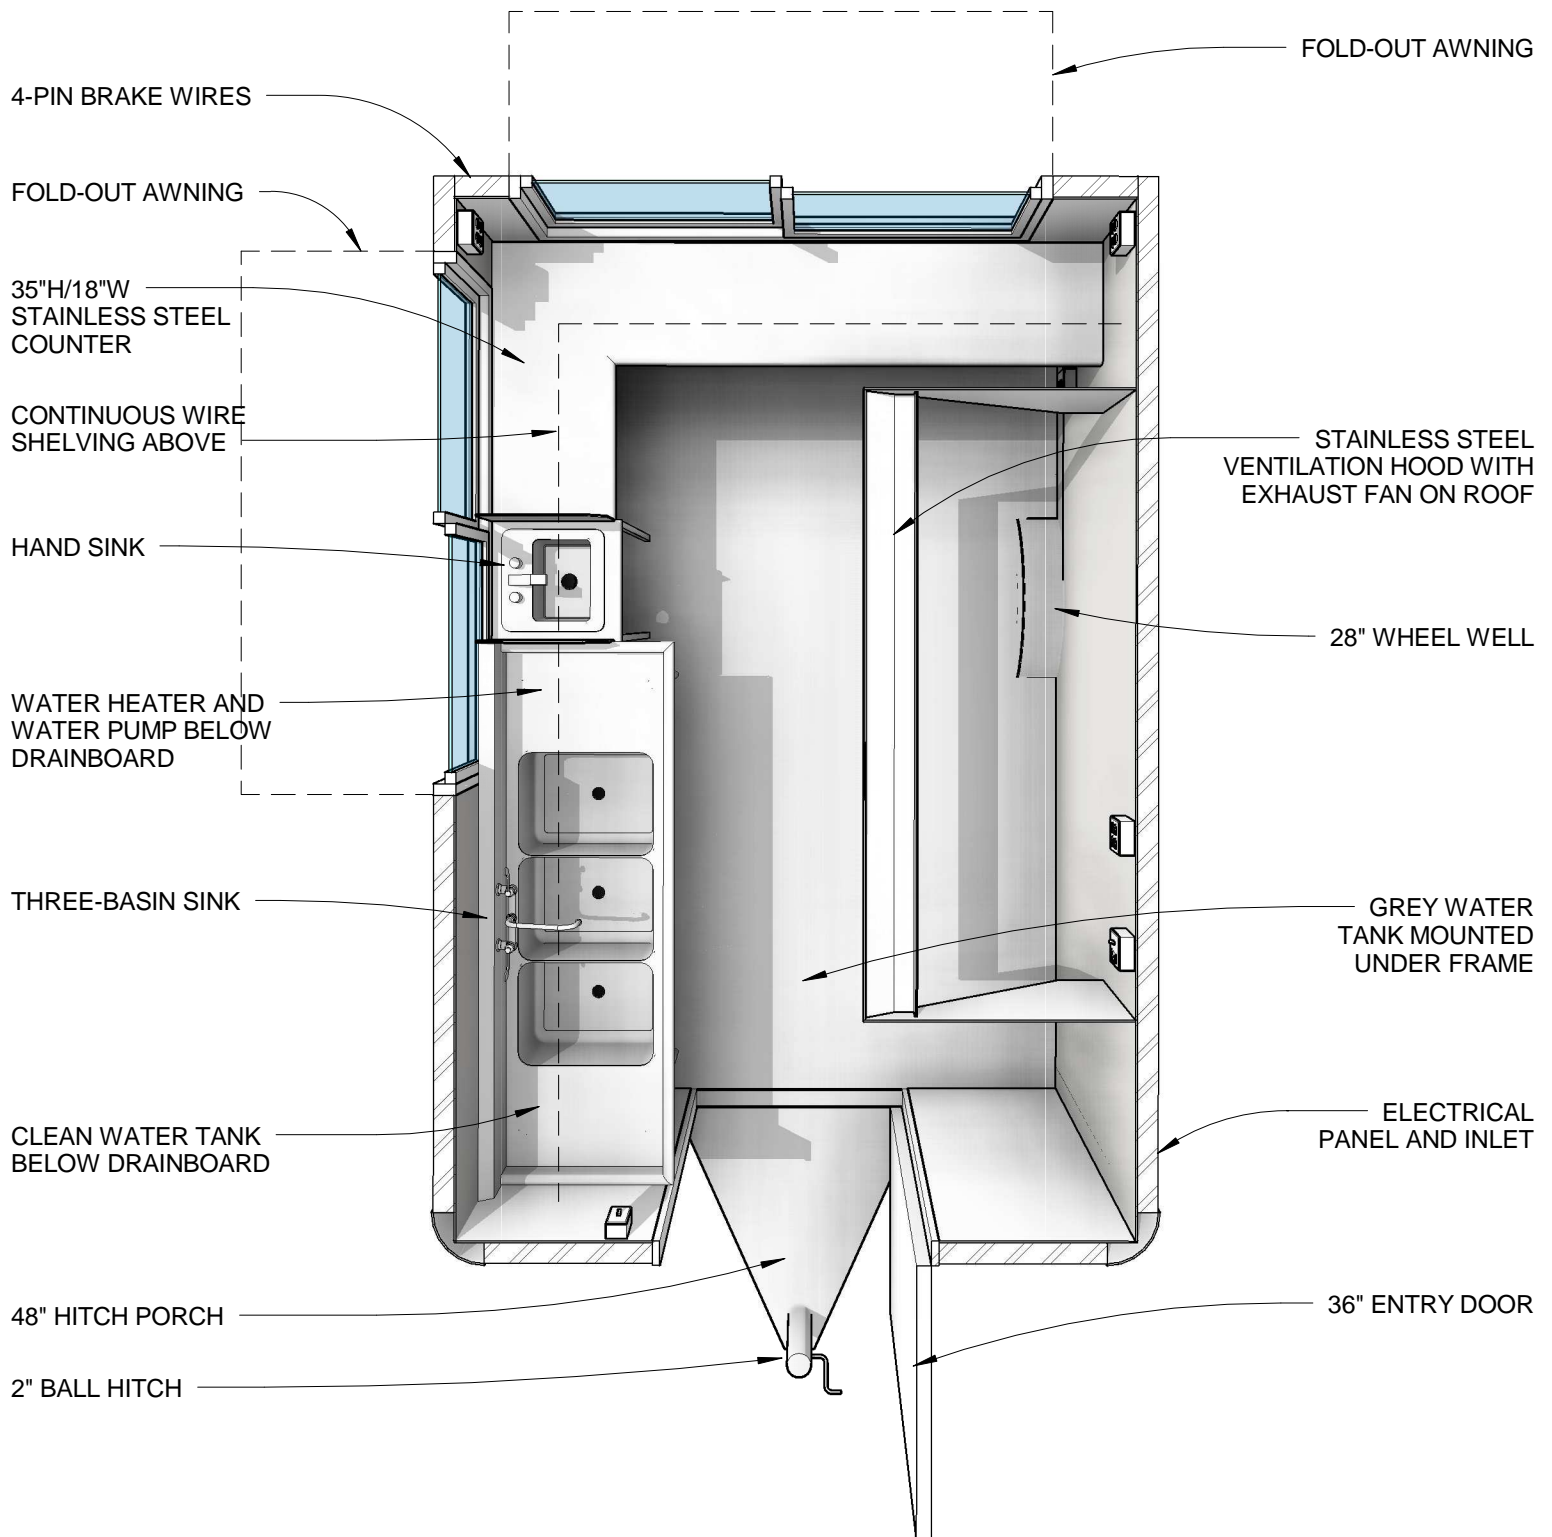 FOLD-OUT AWNING
4-PIN BRAKE WIRES
FOLD-OUT AWNING
35"H/18"W
STAINLESS STEEL
COUNTER
CONTINUOUS WIRE
SHELVING ABOVE
STAINLESS STEEL
VENTILATION HOOD WITH
EXHAUST FAN ON ROOF
HAND SINK
28" WHEEL WELL
WATER HEATER AND
WATER PUMP BELOW
DRAINBOARD
THREE-BASIN SINK
GREY WATER
TANK MOUNTED
UNDER FRAME
CLEAN WATER TANK
BELOW DRAINBOARD
ELECTRICAL
PANEL AND INLET
48" HITCH PORCH
36" ENTRY DOOR
2" BALL HITCH